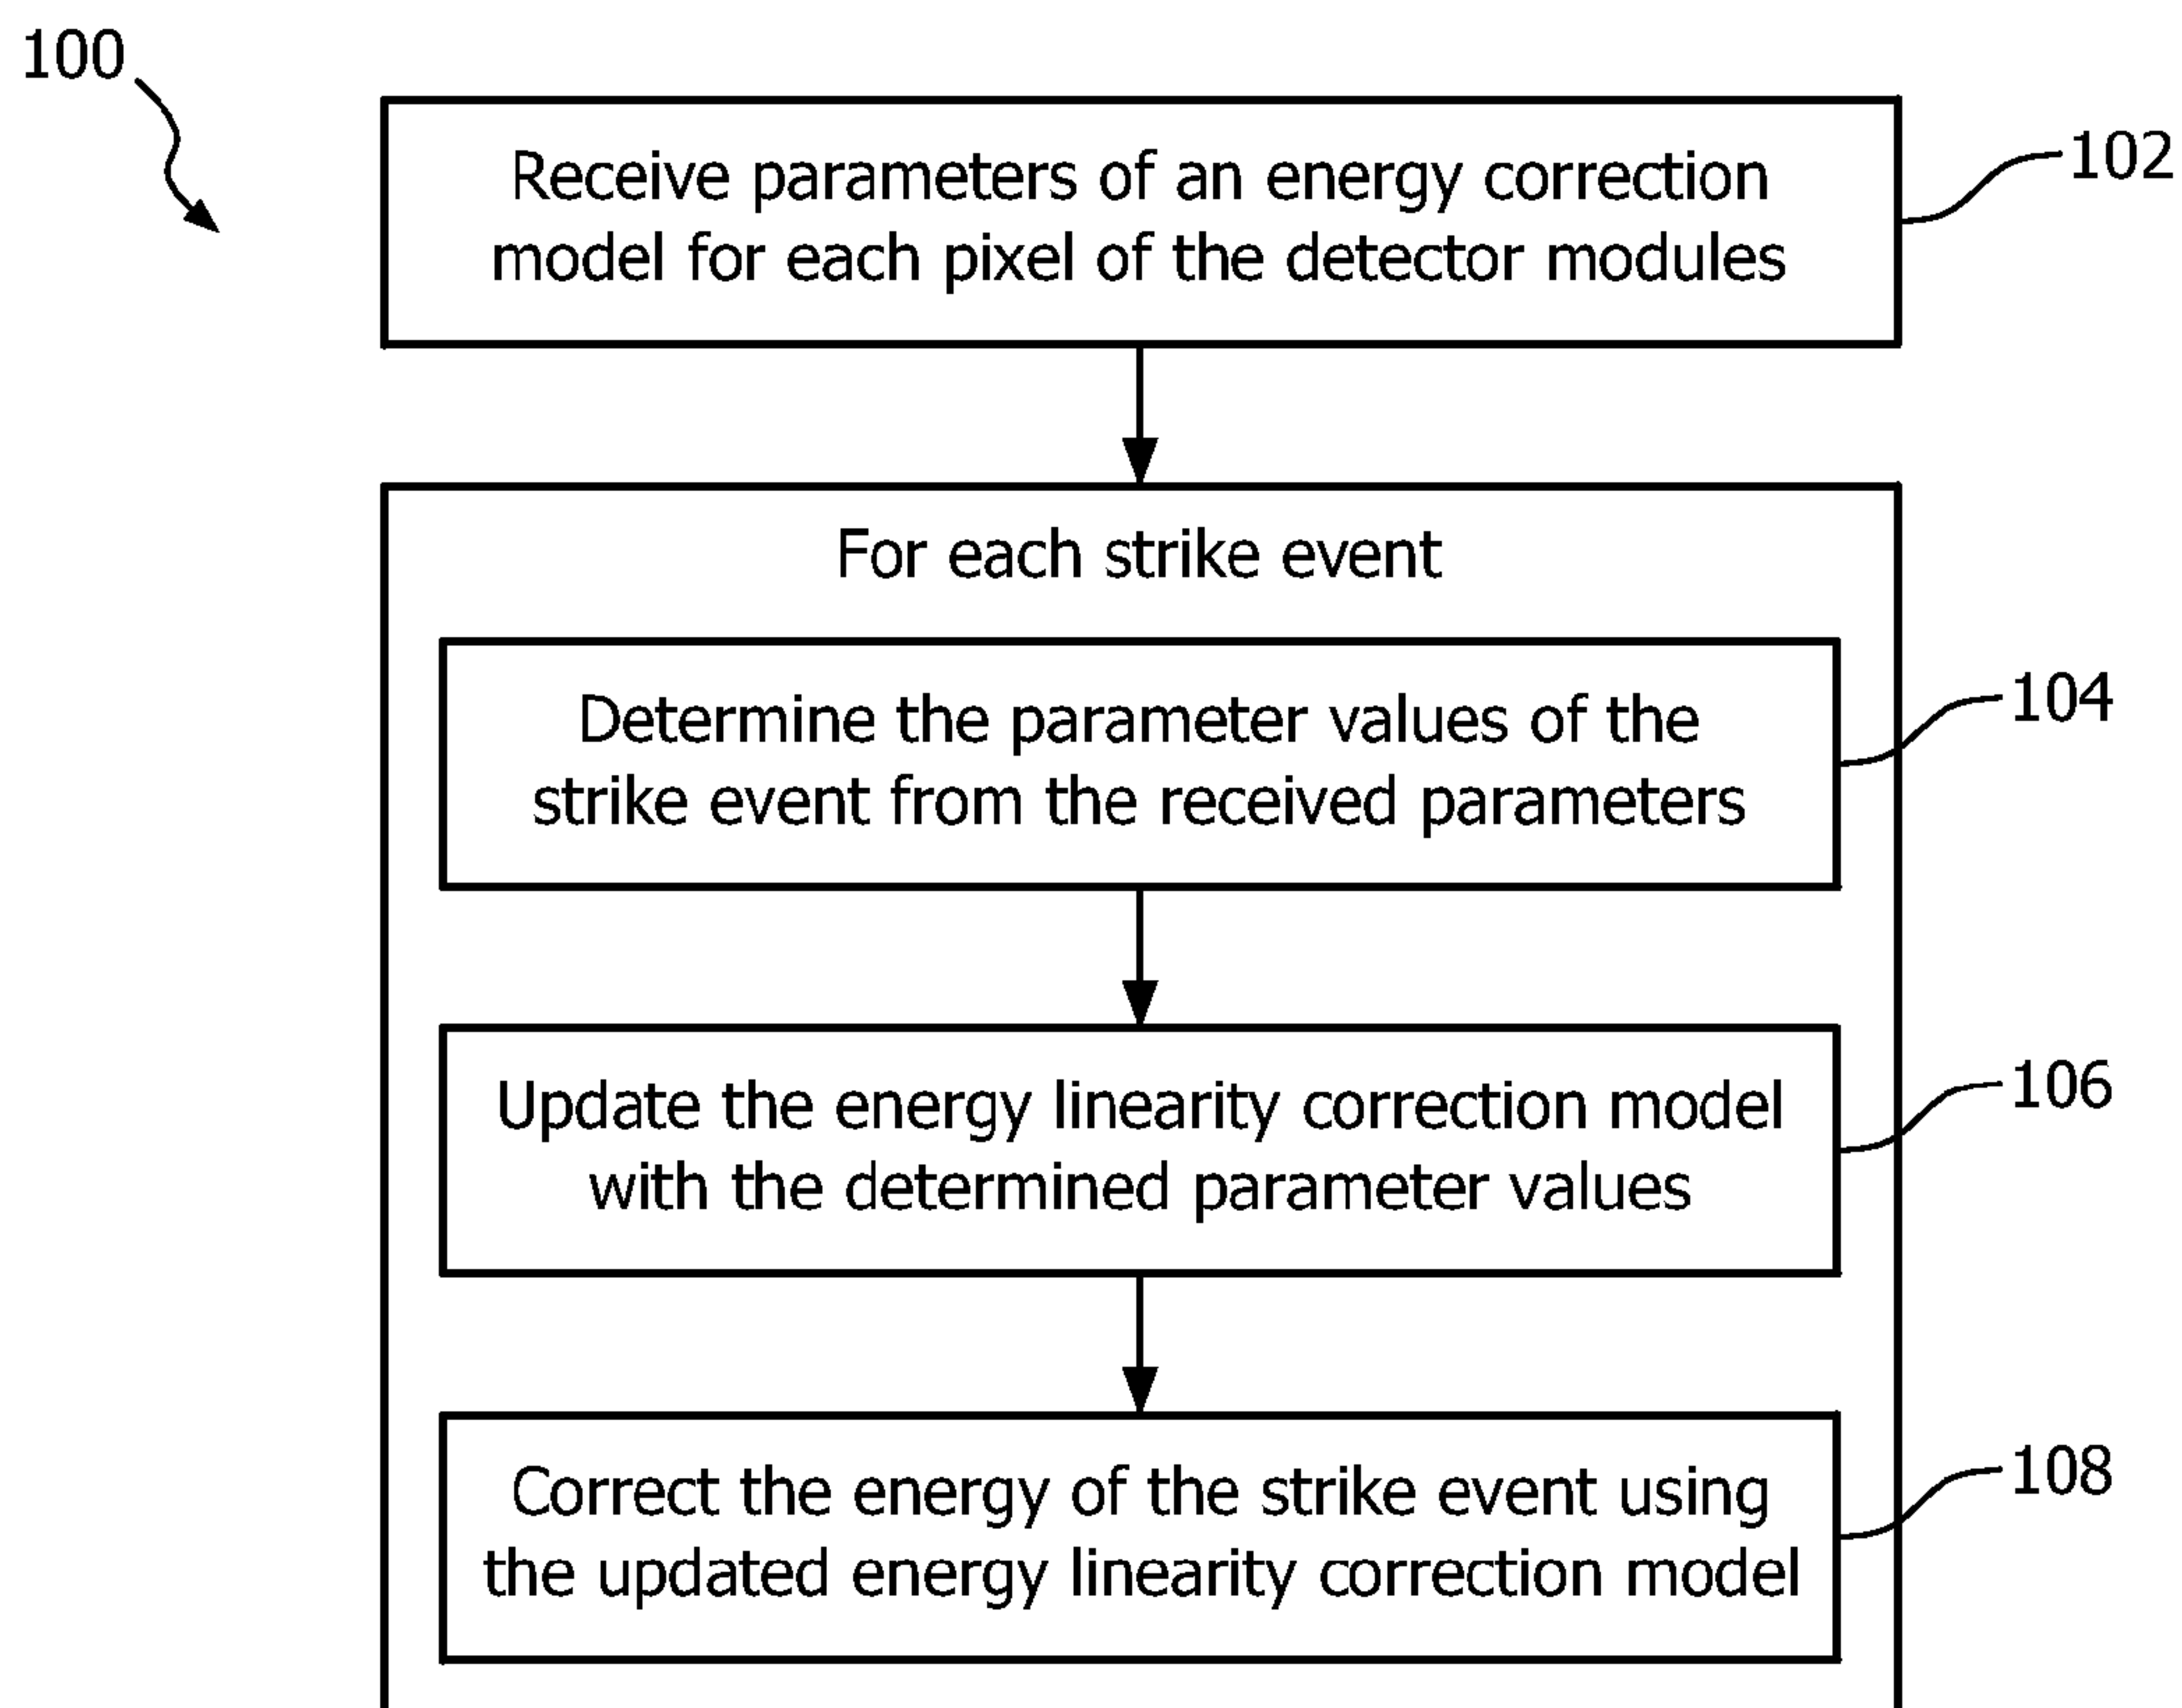 100
Receive parameters of an energy correction
model for each pixel of the detector modules
102
For each strike event
Determine the parameter values of the
strike event from the received parameters
104
Update the energy linearity correction model
with the determined parameter values
106
Correct the energy of the strike event using
the updated energy linearity correction model
108